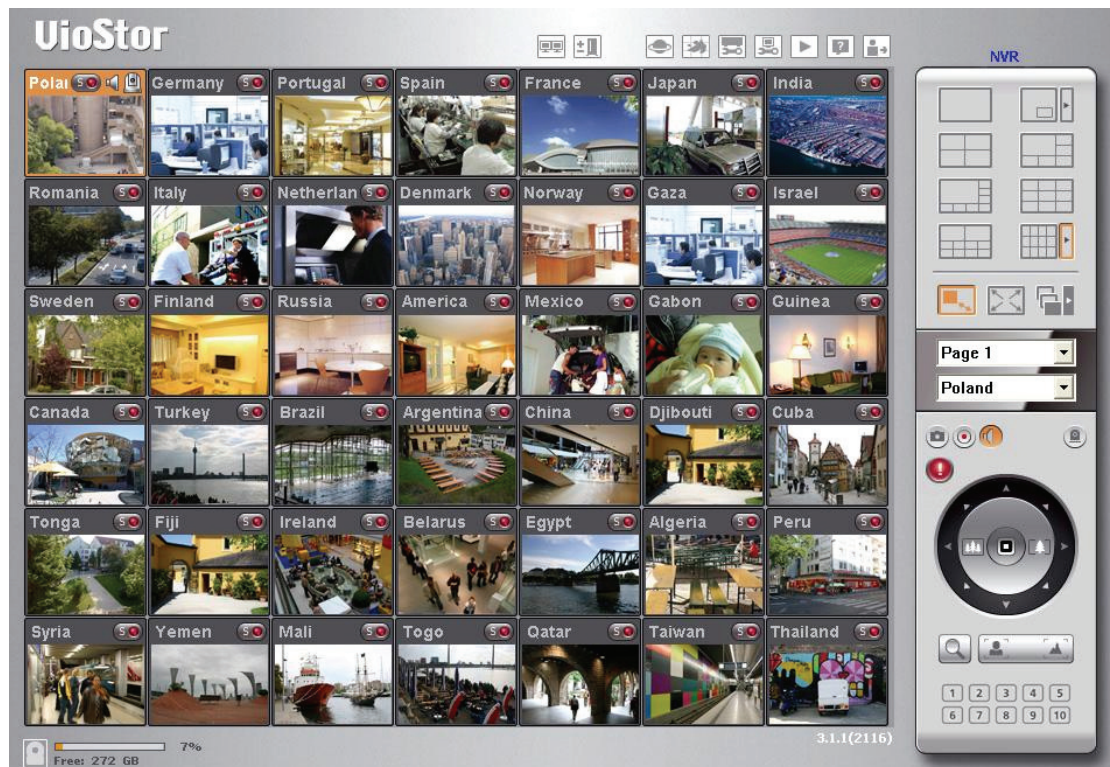 VioStor
NVR
Polar S
Germany S
Portugal S
Spain S
France S
Japan S
India S
Romania S
Italy S
Netherlan S
Denmark S
Norway S
Gaza S
Israel S
Sweden S
Finland S
Russia S
America S
Mexico S
Gabon S
Guinea S
Page 1
Poland
Canada S
Turkey S
Brazil S
Argentina S
China S
Djibouti S
Cuba S
Tonga S
Fiji S
Ireland S
Belarus S
Egypt S
Algeria S
Peru S
Syria S
Yemen S
Mali S
Togo S
Qatar S
Taiwan S
Thailand S
1 2 3 4 5
6 7 8 9 10
7%
Free: 272 GB
3.1.1(2116)